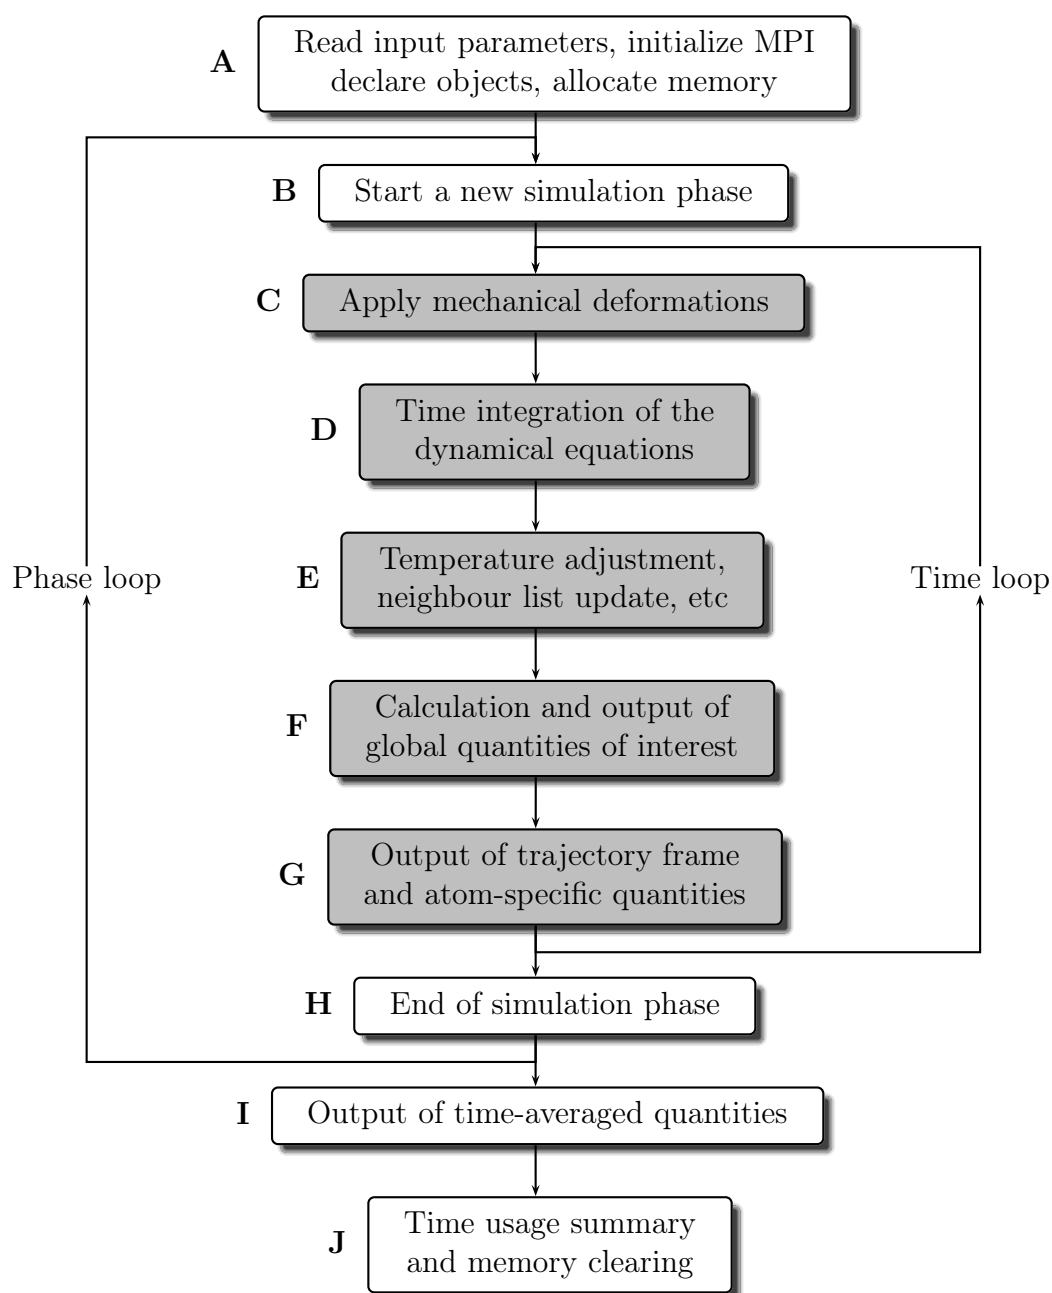 A
Read input parameters, initialize MPI
declare objects, allocate memory
B
Start a new simulation phase
C
Apply mechanical deformations
D
Time integration of the
dynamical equations
E
Temperature adjustment,
neighbour list update, etc
Phase loop
Time loop
F
Calculation and output of
global quantities of interest
G
Output of trajectory frame
and atom-specific quantities
H
End of simulation phase
I
Output of time-averaged quantities
J
Time usage summary
and memory clearing